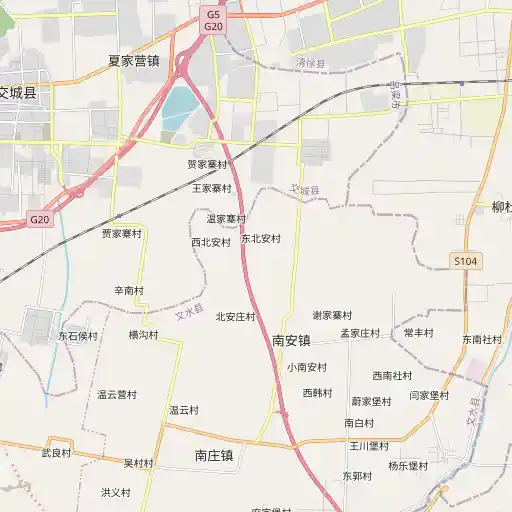 G5
G20
夏家营镇
清徐县
交城县
吕梁市
贺家寨村
王家寨村
交城县
温家寨村
柳杜
G20
贾家寨村
西北安村
东北安村
S104
辛南村
文水县
北安庄村
谢家寨村
东石侯村
横沟村
孟家庄村
常丰村
南安镇
东南社村
村
小南安村
西南社村
温云营村
西韩村
闫家堡村
蔚家堡村
温云村
文水县
南白村
武良村
王川堡村
吴村村
南庄镇
杨乐堡村
东郭村
洪义村